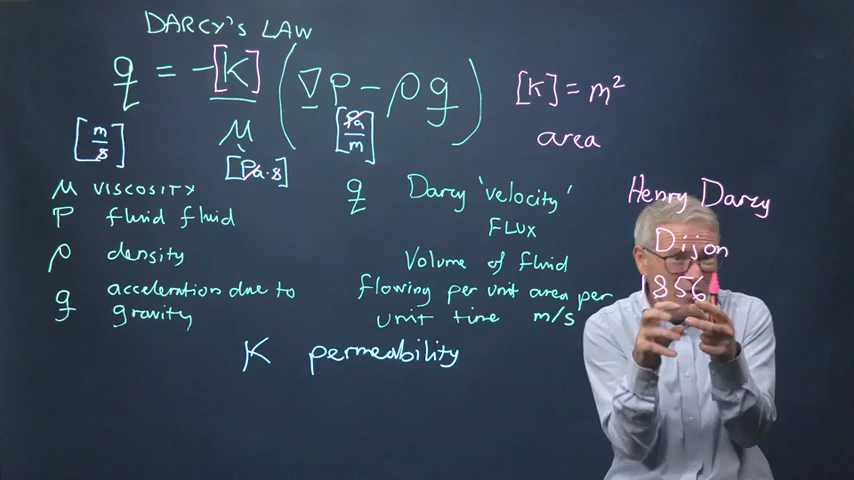 DARCY'S LAW
q = -[K]/μ (∇P - ρg)
[K] = m²
area
[m/s]
[Pa·s]
[Pa/m]
μ VISCOSITY
P fluid fluid
ρ density
g acceleration due to
gravity
q Darcy 'velocity'
FLUX
Volume of fluid
flowing per unit area per
unit time m/s
K permeability
Henry Darcy
Dijon
1856